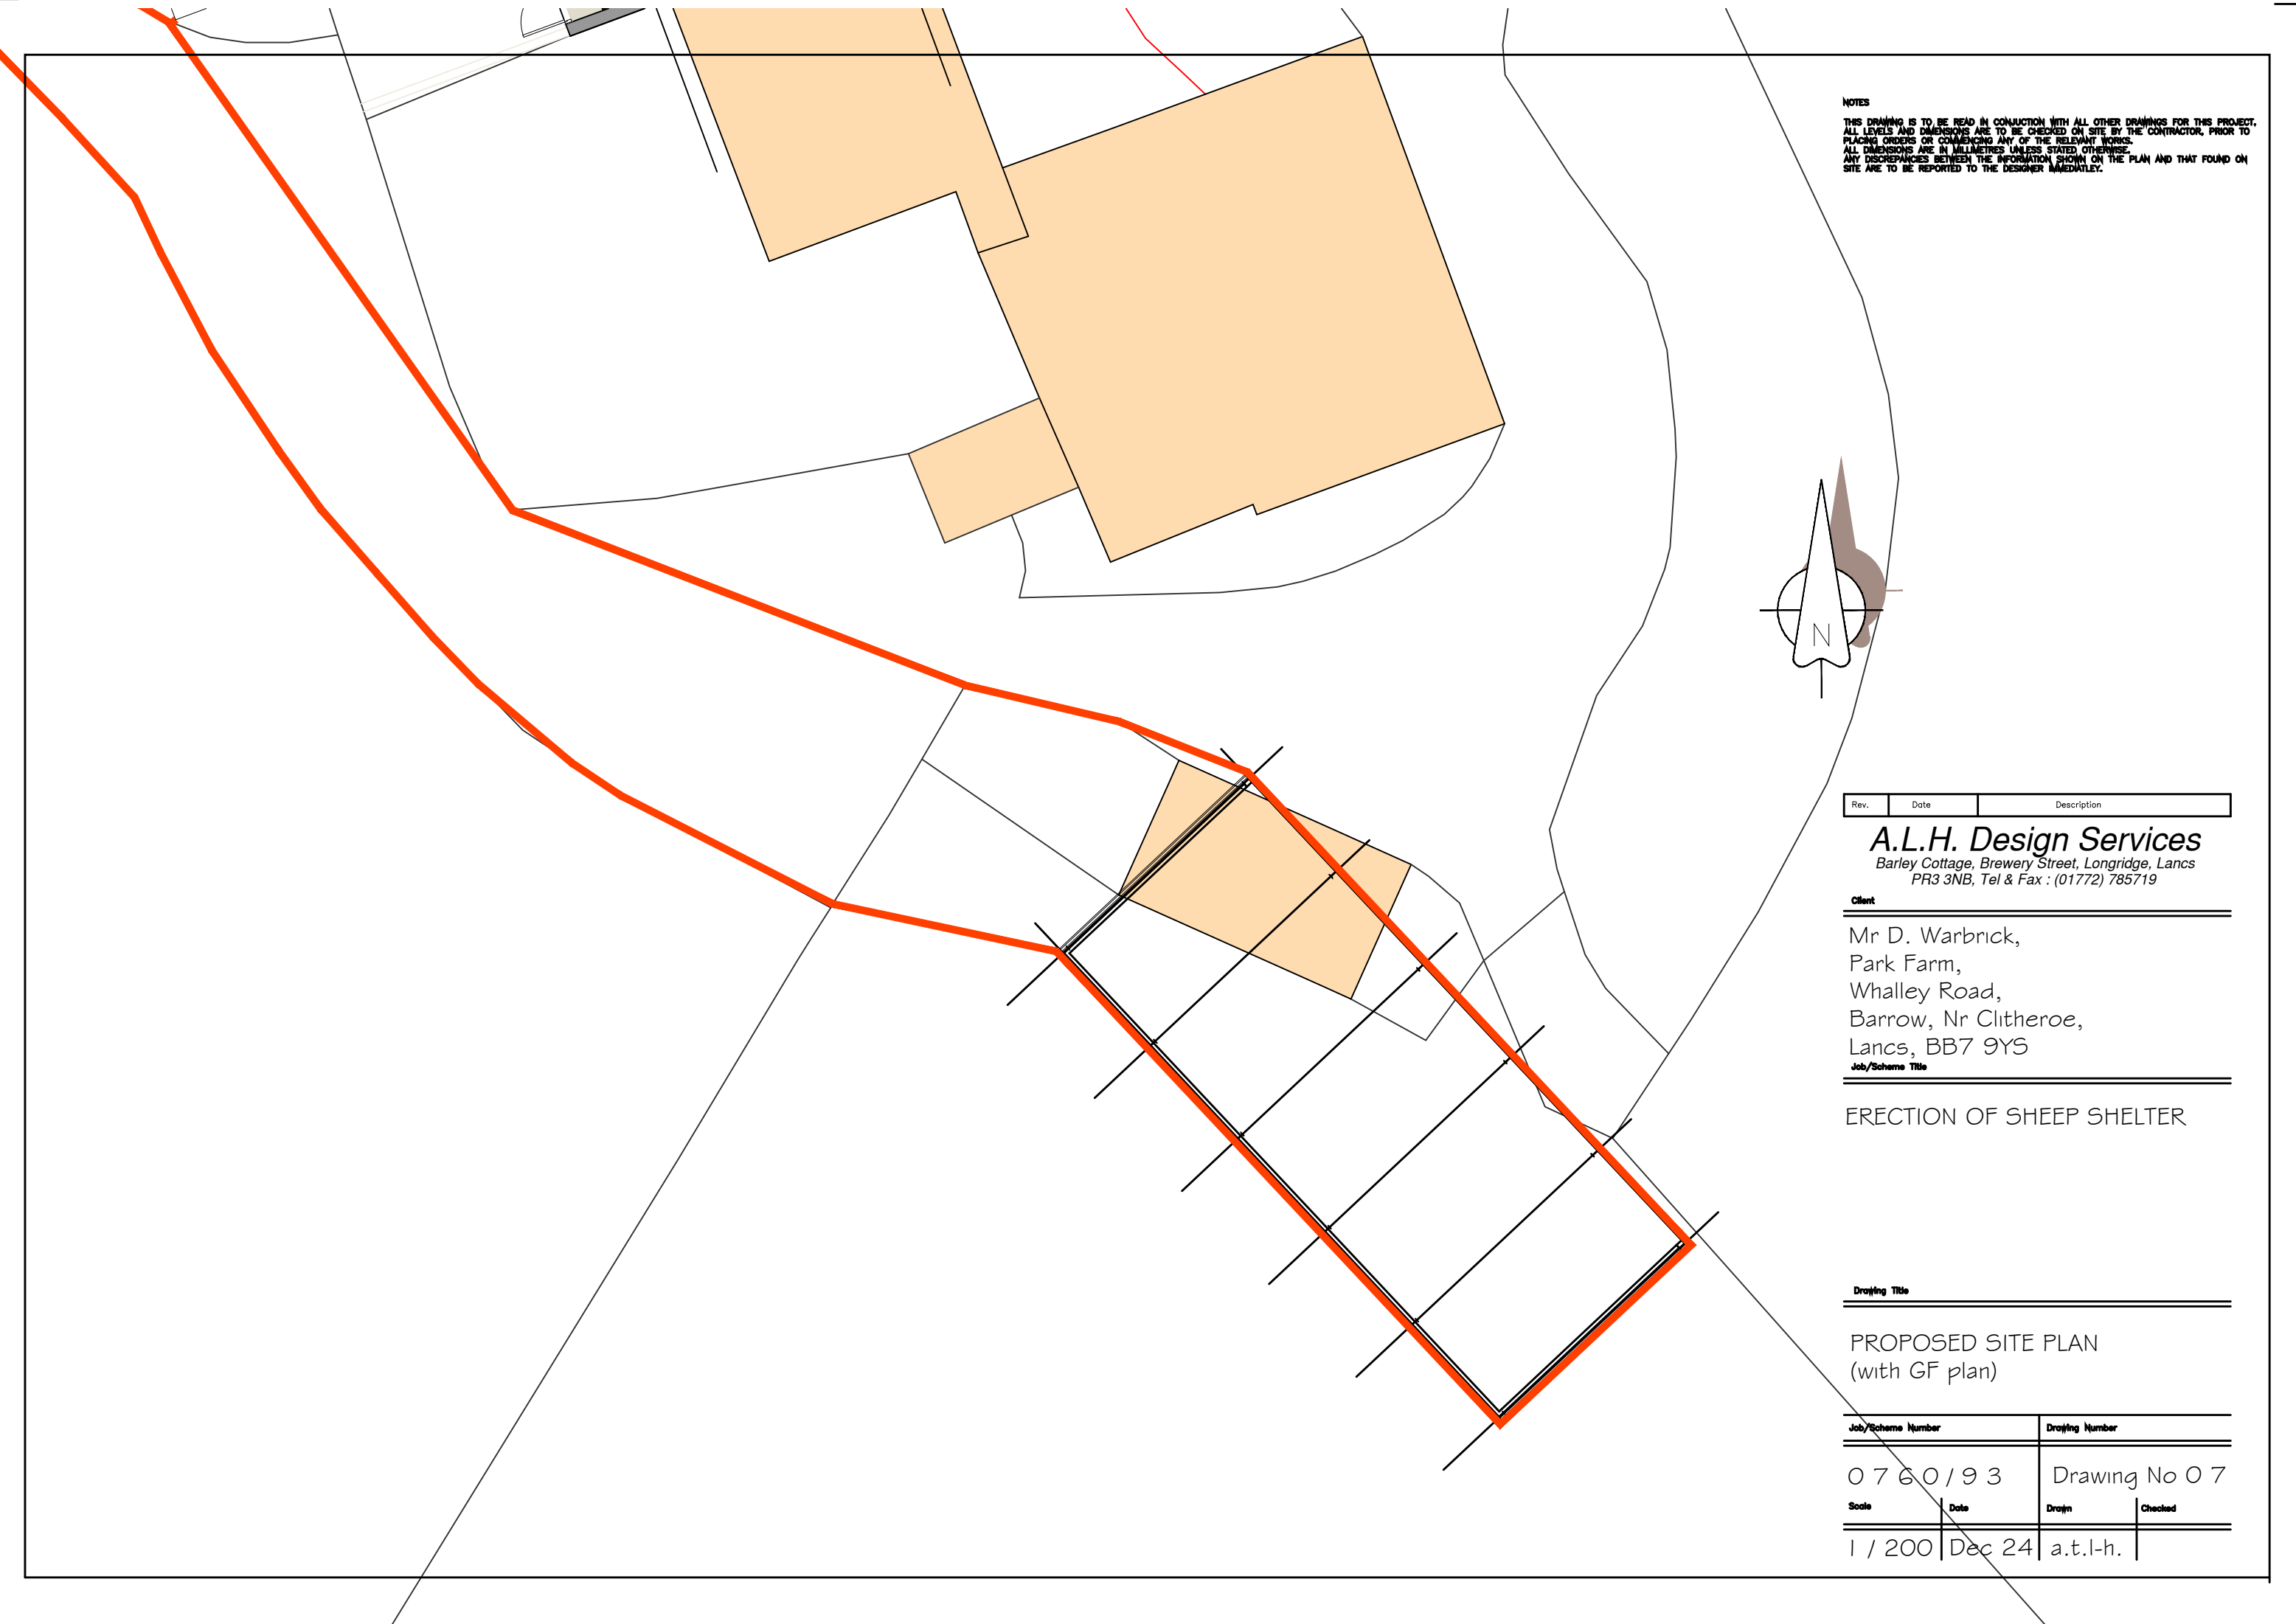 NOTES
THIS DRAWING IS TO BE READ IN CONJUCTION WITH ALL OTHER DRAWINGS FOR THIS PROJECT.
ALL LEVELS AND DIMENSIONS ARE TO BE CHECKED ON SITE BY THE CONTRACTOR, PRIOR TO
PLACING ORDERS OR COMMENCING ANY OF THE RELEVANT WORKS.
ALL DIMENSIONS ARE IN MILLIMETRES UNLESS STATED OTHERWISE.
ANY DISCREPANCIES BETWEEN THE INFORMATION SHOWN ON THE PLAN AND THAT FOUND ON
SITE ARE TO BE REPORTED TO THE DESIGNER IMMEDIATLEY.
N
Rev. Date Description
A.L.H. Design Services
Barley Cottage, Brewery Street, Longridge, Lancs
PR3 3NB, Tel & Fax : (01772) 785719
Client
Mr D. Warbrick,
Park Farm,
Whalley Road,
Barrow, Nr Clitheroe,
Lancs, BB7 9YS
Job/Scheme Title
ERECTION OF SHEEP SHELTER
Drawing Title
PROPOSED SITE PLAN
(with GF plan)
Job/Scheme Number Drawing Number
0760/93 Drawing No 07
Scale Date Drawn Checked
1 / 200 Dec 24 a.t.l-h.